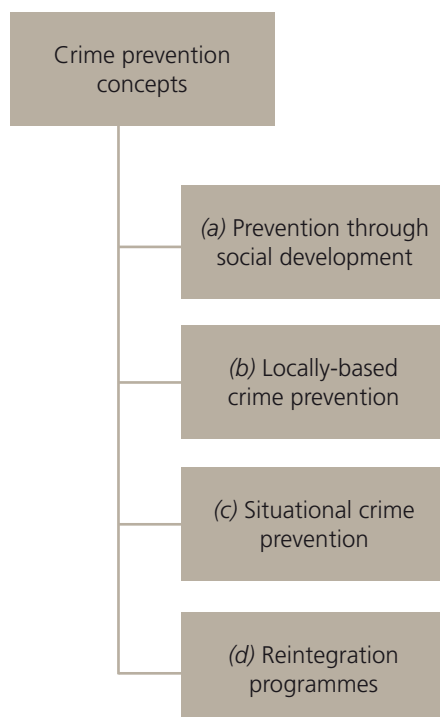 Crime prevention
concepts
(a) Prevention through
social development
(b) Locally-based
crime prevention
(c) Situational crime
prevention
(d) Reintegration
programmes